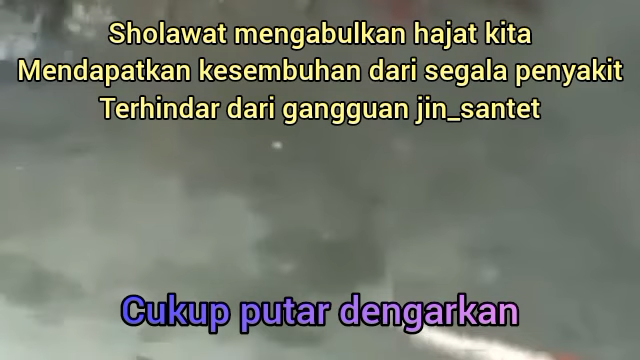 Sholawat mengabulkan hajat kita
Mendapatkan kesembuhan dari segala penyakit
Terhindar dari gangguan jin_santet
Cukup putar dengarkan